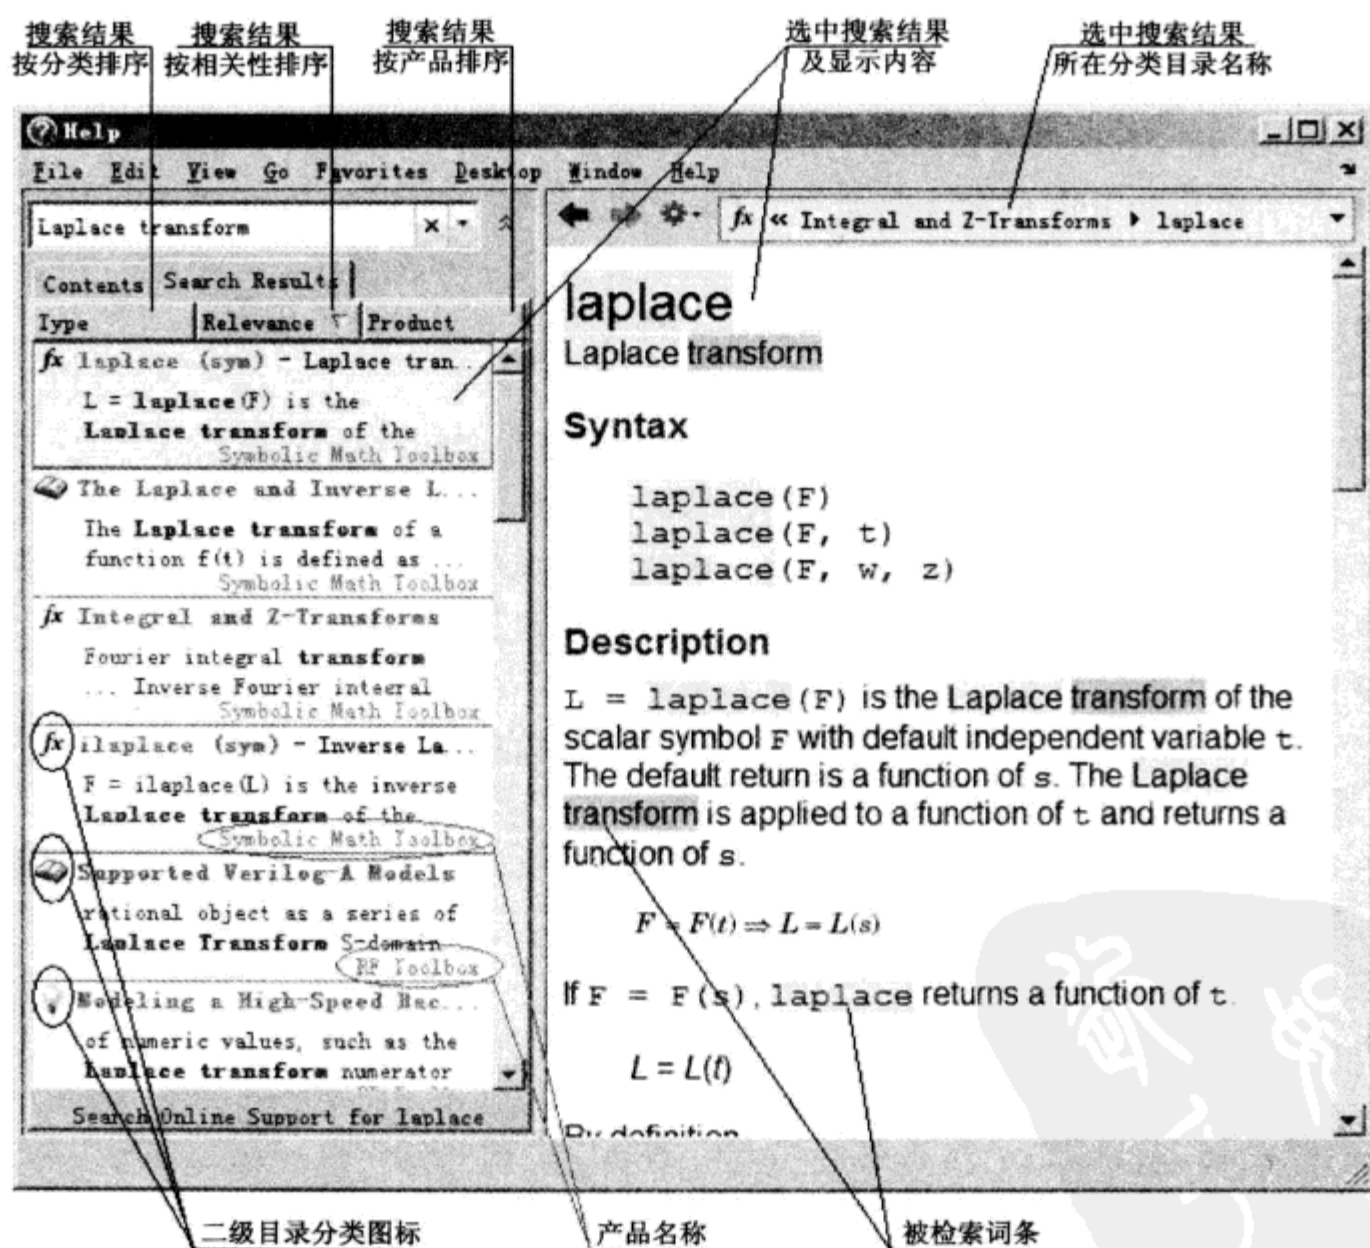 搜索结果
按分类排序
搜索结果
按相关性排序
搜索结果
按产品排序
选中搜索结果
及显示内容
选中搜索结果
所在分类目录名称
Help
File Edit View Go Favorites Desktop Window Help
Laplace transform
fx « Integral and Z-Transforms laplace
Contents Search Results
Type Relevance Product
fx laplace (sym) - Laplace tran...
L = laplace(F) is the
Laplace transform of the
Symbolic Math Toolbox
The Laplace and Inverse L...
The Laplace transform of a
function f(t) is defined as ...
Symbolic Math Toolbox
fx Integral and Z-Transforms
Fourier integral transform
... Inverse Fourier integral
Symbolic Math Toolbox
fx ilaplace (sym) - Inverse La...
F = ilaplace(L) is the inverse
Laplace transform of the
Symbolic Math Toolbox
Supported Verilog-A Models
rational object as a series of
Laplace Transform S-domain
RF Toolbox
Modeling a High-Speed Bac...
of numeric values, such as the
Laplace transform numerator
Search Online Support for laplace
laplace
Laplace transform
Syntax
laplace(F)
laplace(F, t)
laplace(F, w, z)
Description
L = laplace(F) is the Laplace transform of the
scalar symbol F with default independent variable t.
The default return is a function of s. The Laplace
transform is applied to a function of t and returns a
function of s.
F = F(t) ⇒ L = L(s)
If F = F(s), laplace returns a function of t.
L = L(t)
By definition
二级目录分类图标
产品名称
被检索词条